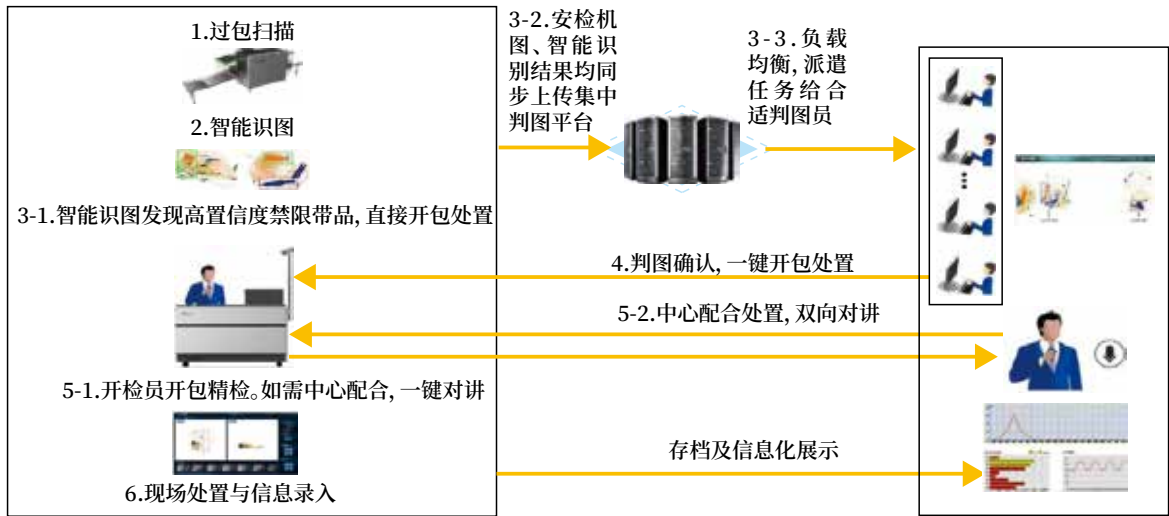 1.过包扫描
2.智能识图
3-1.智能识图发现高置信度禁限带品,直接开包处置
5-1.开检员开包精检。如需中心配合,一键对讲
6.现场处置与信息录入
3-2.安检机
图、智能识
别结果均同
步上传集中
判图平台
3-3.负载
均衡,派遣
任务给合
适判图员
4.判图确认,一键开包处置
5-2.中心配合处置,双向对讲
存档及信息化展示